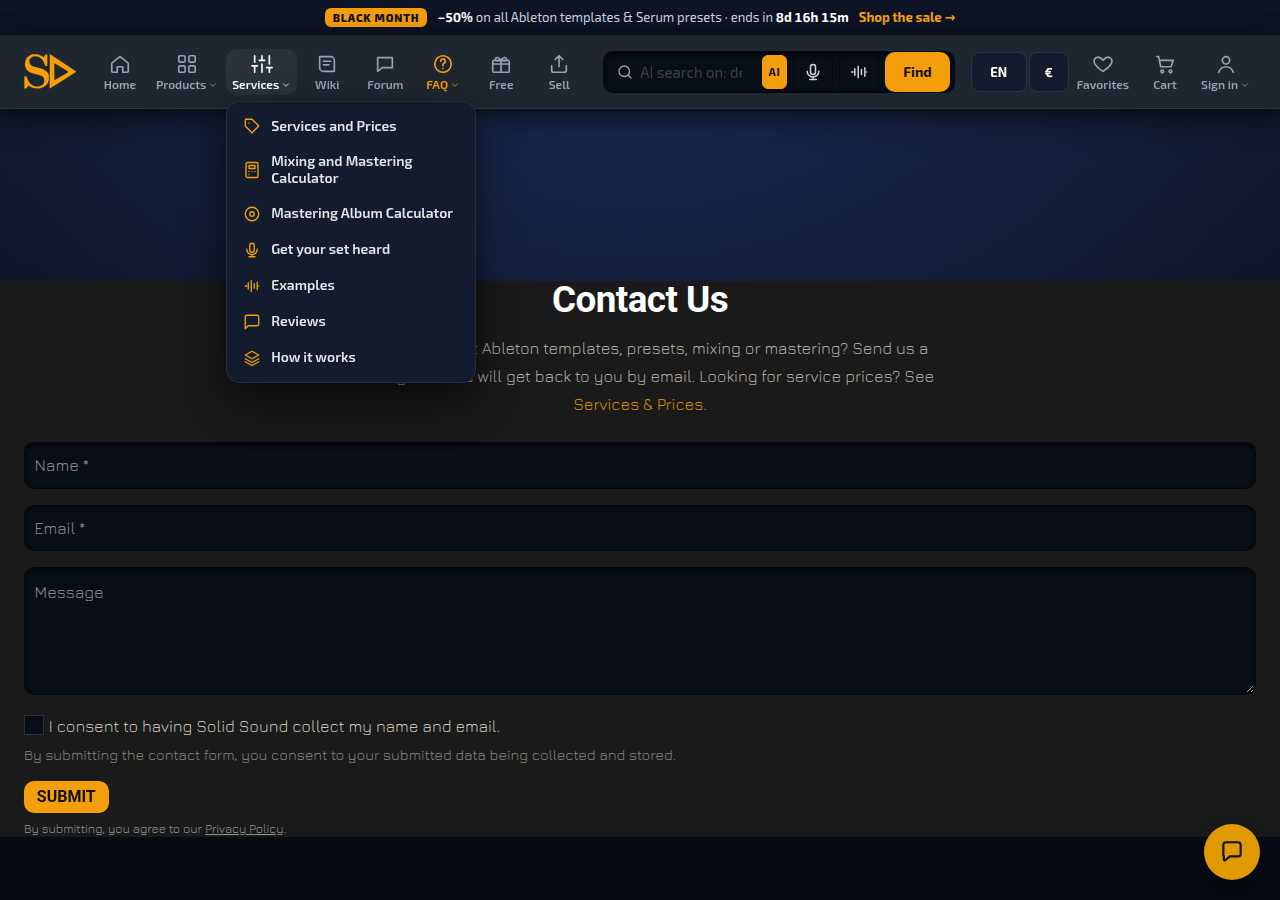 BLACK MONTH −50% on all Ableton templates & Serum presets · ends in 8d 16h 15m Shop the sale →
Home
Products
Services
Wiki
Forum
FAQ
Free
Sell
AI search on:
AI
Find
EN
€
Favorites
Cart
Sign in
Services and Prices
Mixing and Mastering
Calculator
Mastering Album Calculator
Get your set heard
Examples
Reviews
How it works
Contact Us
Ableton templates, presets, mixing or mastering? Send us a
will get back to you by email. Looking for service prices? See
Services & Prices.
Name *
Email *
Message
I consent to having Solid Sound collect my name and email.
By submitting the contact form, you consent to your submitted data being collected and stored.
SUBMIT
By submitting, you agree to our Privacy Policy.